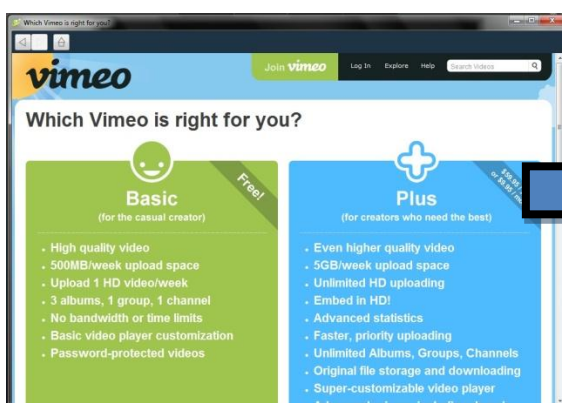 Which Vimeo is right for you?
vimeo
Join vimeo
Log In Explore Help Search Videos
Which Vimeo is right for you?
Free!
Basic
(for the casual creator)
High quality video
500MB/week upload space
Upload 1 HD video/week
3 albums, 1 group, 1 channel
No bandwidth or time limits
Basic video player customization
Password-protected videos
Plus
(for creators who need the best)
Even higher quality video
5GB/week upload space
Unlimited HD uploading
Embed in HD!
Advanced statistics
Faster, priority uploading
Unlimited Albums, Groups, Channels
Original file storage and downloading
Super-customizable video player